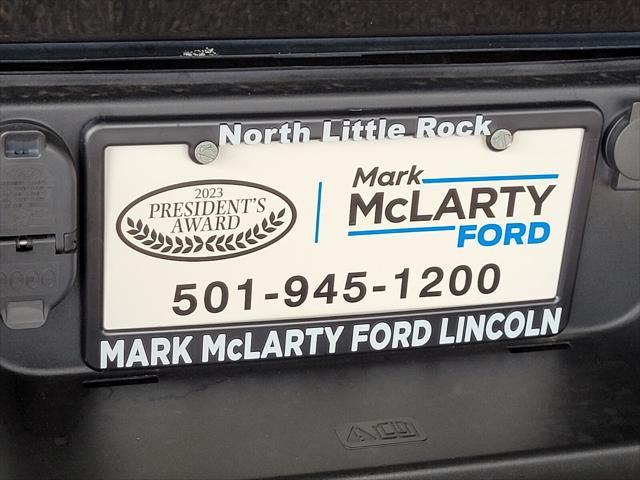 North Little Rock
2023
PRESIDENT'S
AWARD
Mark
McLARTY
FORD
501-945-1200
MARK McLARTY FORD LINCOLN